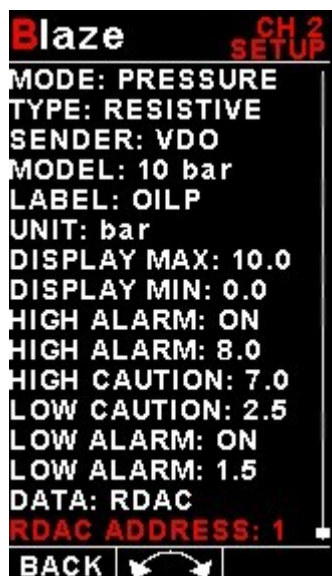 Blaze
CH 2
SETUP
MODE: PRESSURE
TYPE: RESISTIVE
SENDER: VDO
MODEL: 10 bar
LABEL: OILP
UNIT: bar
DISPLAY MAX: 10.0
DISPLAY MIN: 0.0
HIGH ALARM: ON
HIGH ALARM: 8.0
HIGH CAUTION: 7.0
LOW CAUTION: 2.5
LOW ALARM: ON
LOW ALARM: 1.5
DATA: RDAC
RDAC ADDRESS: 1
BACK